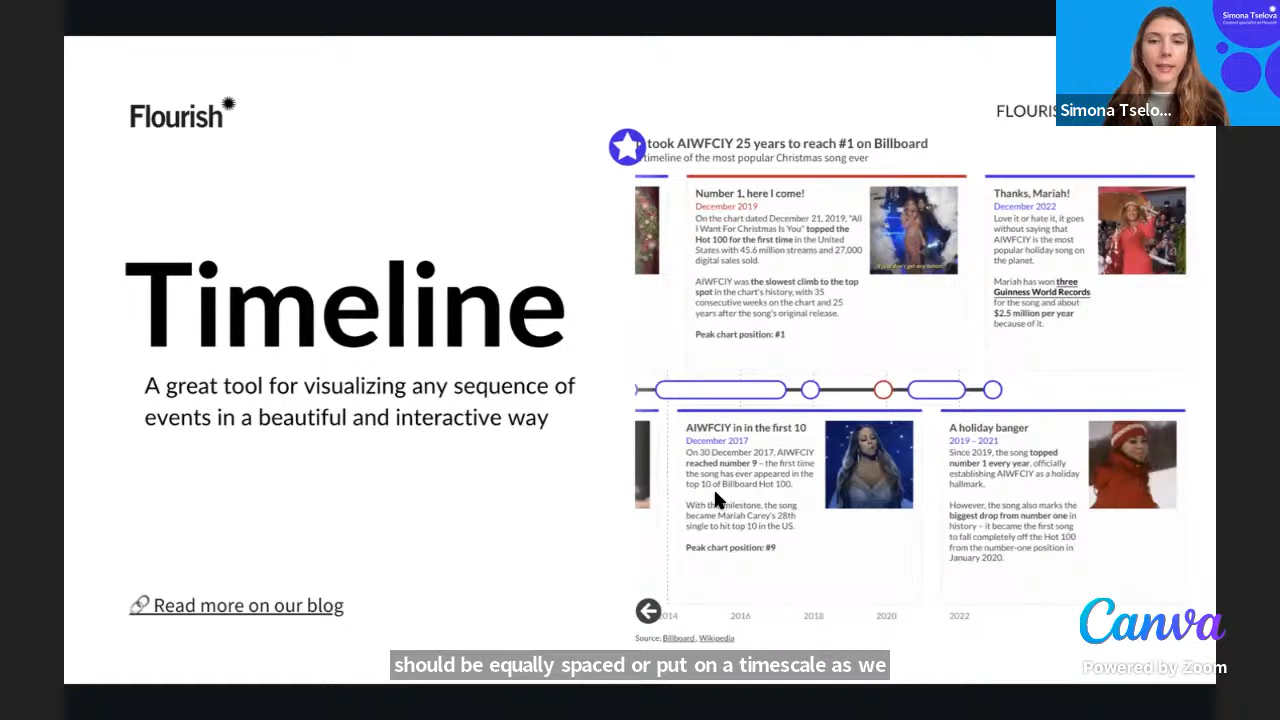 Simona Tselova
Content specialist at Flourish
Simona Tselo...
Flourish
FLOURIS
took AIWFCIY 25 years to reach #1 on Billboard
timeline of the most popular Christmas song ever
Timeline
A great tool for visualizing any sequence of
events in a beautiful and interactive way
Read more on our blog
Number 1, here I come!
December 2019
On the chart dated December 21, 2019, "All
I Want For Christmas Is You" topped the
Hot 100 for the first time in the United
States with 45.6 million streams and 27,000
digital sales sold.
AIWFCIY was the slowest climb to the top
spot in the chart's history, with 35
consecutive weeks on the chart and 25
years after the song's original release.
Peak chart position: #1
it just don't get any better
Thanks, Mariah!
December 2022
Love it or hate it, it goes
without saying that
AIWFCIY is the most
popular holiday song on
the planet.
Mariah has won three
Guinness World Records
for the song and about
$2.5 million per year
because of it.
AIWFCIY in in the first 10
December 2017
On 30 December 2017, AIWFCIY
reached number 9 – the first time
the song has ever appeared in the
top 10 of Billboard Hot 100.
With th milestone, the song
became Mariah Carey's 28th
single to hit top 10 in the US.
Peak chart position: #9
A holiday banger
2019 – 2021
Since 2019, the song topped
number 1 every year, officially
establishing AIWFCIY as a holiday
hallmark.
However, the song also marks the
biggest drop from number one in
history – it became the first song
to fall completely off the Hot 100
from the number-one position in
January 2020.
2014 2016 2018 2020 2022
Source: Billboard, Wikipedia
Canva
Powered by Zoom
should be equally spaced or put on a timescale as we